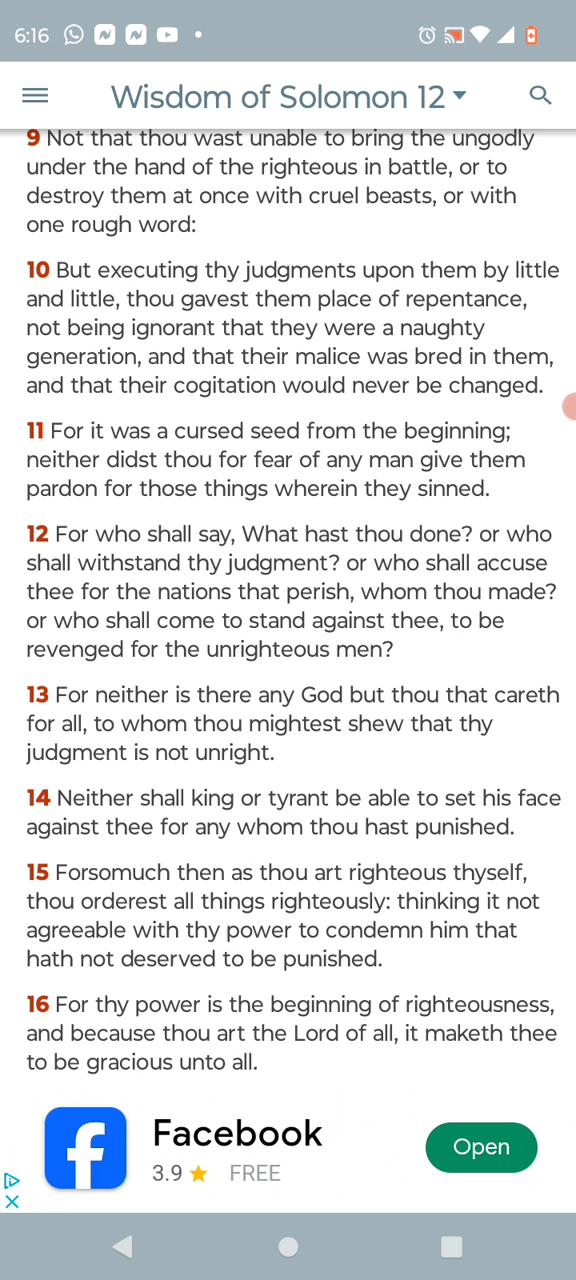 6:16
Wisdom of Solomon 12
9 Not that thou wast unable to bring the ungodly
under the hand of the righteous in battle, or to
destroy them at once with cruel beasts, or with
one rough word:
10 But executing thy judgments upon them by little
and little, thou gavest them place of repentance,
not being ignorant that they were a naughty
generation, and that their malice was bred in them,
and that their cogitation would never be changed.
11 For it was a cursed seed from the beginning;
neither didst thou for fear of any man give them
pardon for those things wherein they sinned.
12 For who shall say, What hast thou done? or who
shall withstand thy judgment? or who shall accuse
thee for the nations that perish, whom thou made?
or who shall come to stand against thee, to be
revenged for the unrighteous men?
13 For neither is there any God but thou that careth
for all, to whom thou mightest shew that thy
judgment is not unright.
14 Neither shall king or tyrant be able to set his face
against thee for any whom thou hast punished.
15 Forsomuch then as thou art righteous thyself,
thou orderest all things righteously: thinking it not
agreeable with thy power to condemn him that
hath not deserved to be punished.
16 For thy power is the beginning of righteousness,
and because thou art the Lord of all, it maketh thee
to be gracious unto all.
Facebook
3.9 FREE
Open